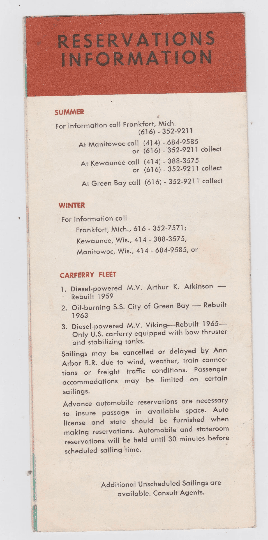 RESERVATIONS
INFORMATION
SUMMER
For information call Frankfort, Mich.
(616) - 352-9211
At Manitowoc call (414) - 684-9585
or (616) - 352-9211 collect
At Kewaunee call (414) - 388-3575
or (616) - 352-9211 collect
At Green Bay call (616) - 352-9211 collect
WINTER
For information call
Frankfort, Mich., 616 - 352-7571;
Kewaunee, Wis., 414 - 388-3575,
Manitowoc, Wis., 414 - 684-9585, or
CARFERRY FLEET
1. Diesel-powered M.V. Arthur K. Atkinson —
Rebuilt 1959
2. Oil-burning S.S. City of Green Bay — Rebuilt
1963
3. Diesel-powered M.V. Viking—Rebuilt 1965—
Only U.S. carferry equipped with bow thruster
and stabilizing tanks.
Sailings may be cancelled or delayed by Ann
Arbor R.R. due to wind, weather, train connec-
tions or freight traffic conditions. Passenger
accommodations may be limited on certain
sailings.
Advance automobile reservations are necessary
to insure passage in available space. Auto
license and state should be furnished when
making reservations. Automobile and stateroom
reservations will be held until 30 minutes before
scheduled sailing time.
Additional Unscheduled Sailings are
available. Consult Agents.